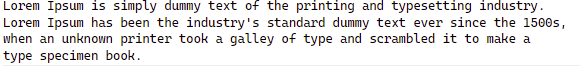 Lorem Ipsum is simply dummy text of the printing and typesetting industry.
Lorem Ipsum has been the industry's standard dummy text ever since the 1500s,
when an unknown printer took a galley of type and scrambled it to make a
type specimen book.